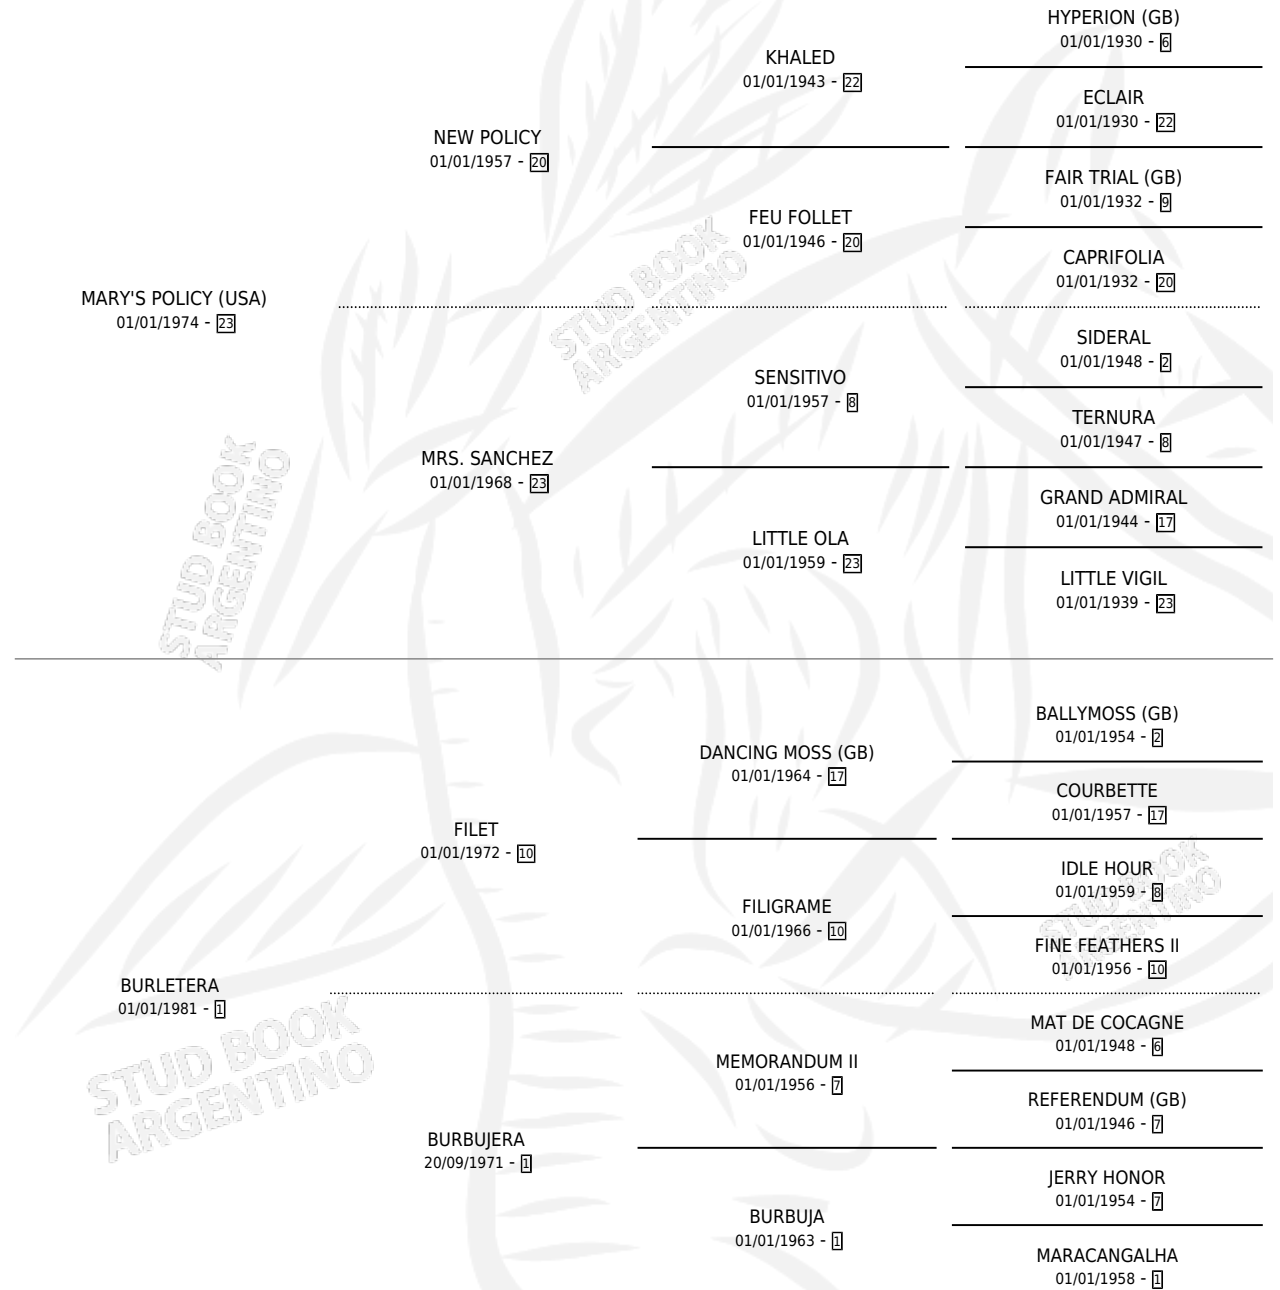 HYPERION (GB)
01/01/1930 - 6
KHALED
01/01/1943 - 22
ECLAIR
01/01/1930 - 22
NEW POLICY
01/01/1957 - 20
FAIR TRIAL (GB)
01/01/1932 - 9
FEU FOLLET
01/01/1946 - 20
CAPRIFOLIA
01/01/1932 - 20
MARY'S POLICY (USA)
01/01/1974 - 23
SIDERAL
01/01/1948 - 2
SENSITIVO
01/01/1957 - 8
TERNURA
01/01/1947 - 8
MRS. SANCHEZ
01/01/1968 - 23
GRAND ADMIRAL
01/01/1944 - 17
LITTLE OLA
01/01/1959 - 23
LITTLE VIGIL
01/01/1939 - 23
STUD BOOK
ARGENTINO
STUD BOOK
ARGENTINO
BALLYMOSS (GB)
01/01/1954 - 2
DANCING MOSS (GB)
01/01/1964 - 17
COURBETTE
01/01/1957 - 17
FILET
01/01/1972 - 10
IDLE HOUR
01/01/1959 - 8
FILIGRAME
01/01/1966 - 10
FINE FEATHERS II
01/01/1956 - 10
BURLETERA
01/01/1981 - 1
MAT DE COCAGNE
01/01/1948 - 6
MEMORANDUM II
01/01/1956 - 7
REFERENDUM (GB)
01/01/1946 - 7
BURBUJERA
20/09/1971 - 1
JERRY HONOR
01/01/1954 - 7
BURBUJA
01/01/1963 - 1
MARACANGALHA
01/01/1958 - 1
STUD BOOK
ARGENTINO
STUD BOOK
ARGENTINO